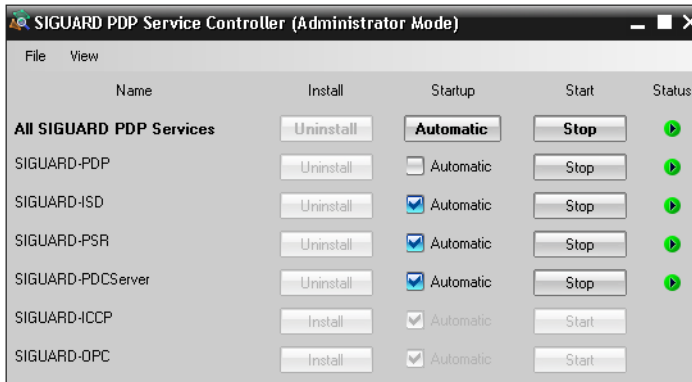 SIGUARD PDP Service Controller (Administrator Mode)
File View
Name Install Startup Start Status
All SIGUARD PDP Services Uninstall Automatic Stop
SIGUARD-PDP Uninstall Automatic Stop
SIGUARD-ISD Uninstall Automatic Stop
SIGUARD-PSR Uninstall Automatic Stop
SIGUARD-PDCServer Uninstall Automatic Stop
SIGUARD-ICCP Install Automatic Start
SIGUARD-OPC Install Automatic Start